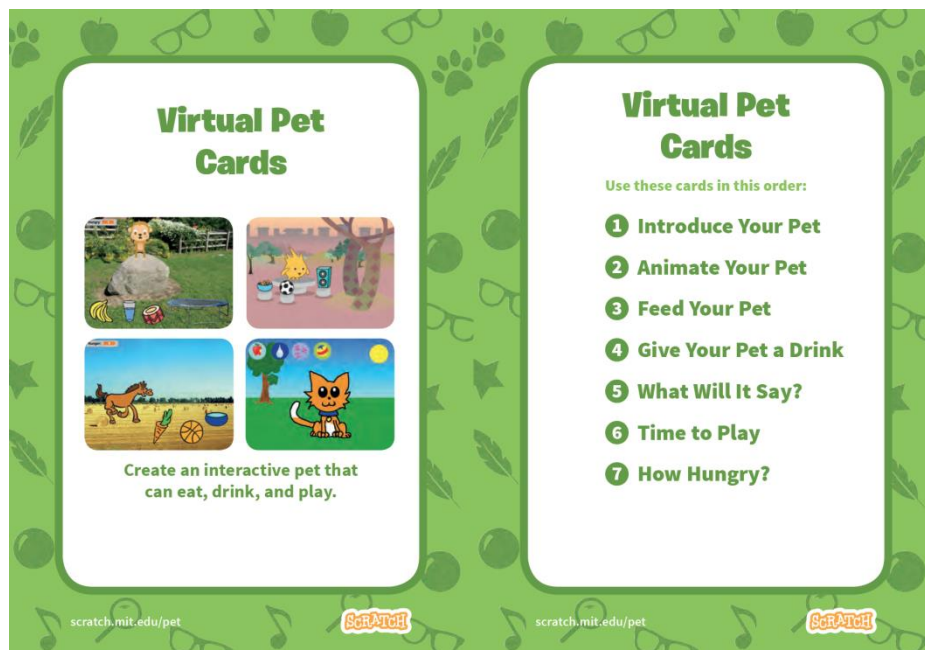 Virtual Pet
Cards
Create an interactive pet that
can eat, drink, and play.
scratch.mit.edu/pet
SCRATCH
Virtual Pet
Cards
Use these cards in this order:
1 Introduce Your Pet
2 Animate Your Pet
3 Feed Your Pet
4 Give Your Pet a Drink
5 What Will It Say?
6 Time to Play
7 How Hungry?
scratch.mit.edu/pet
SCRATCH